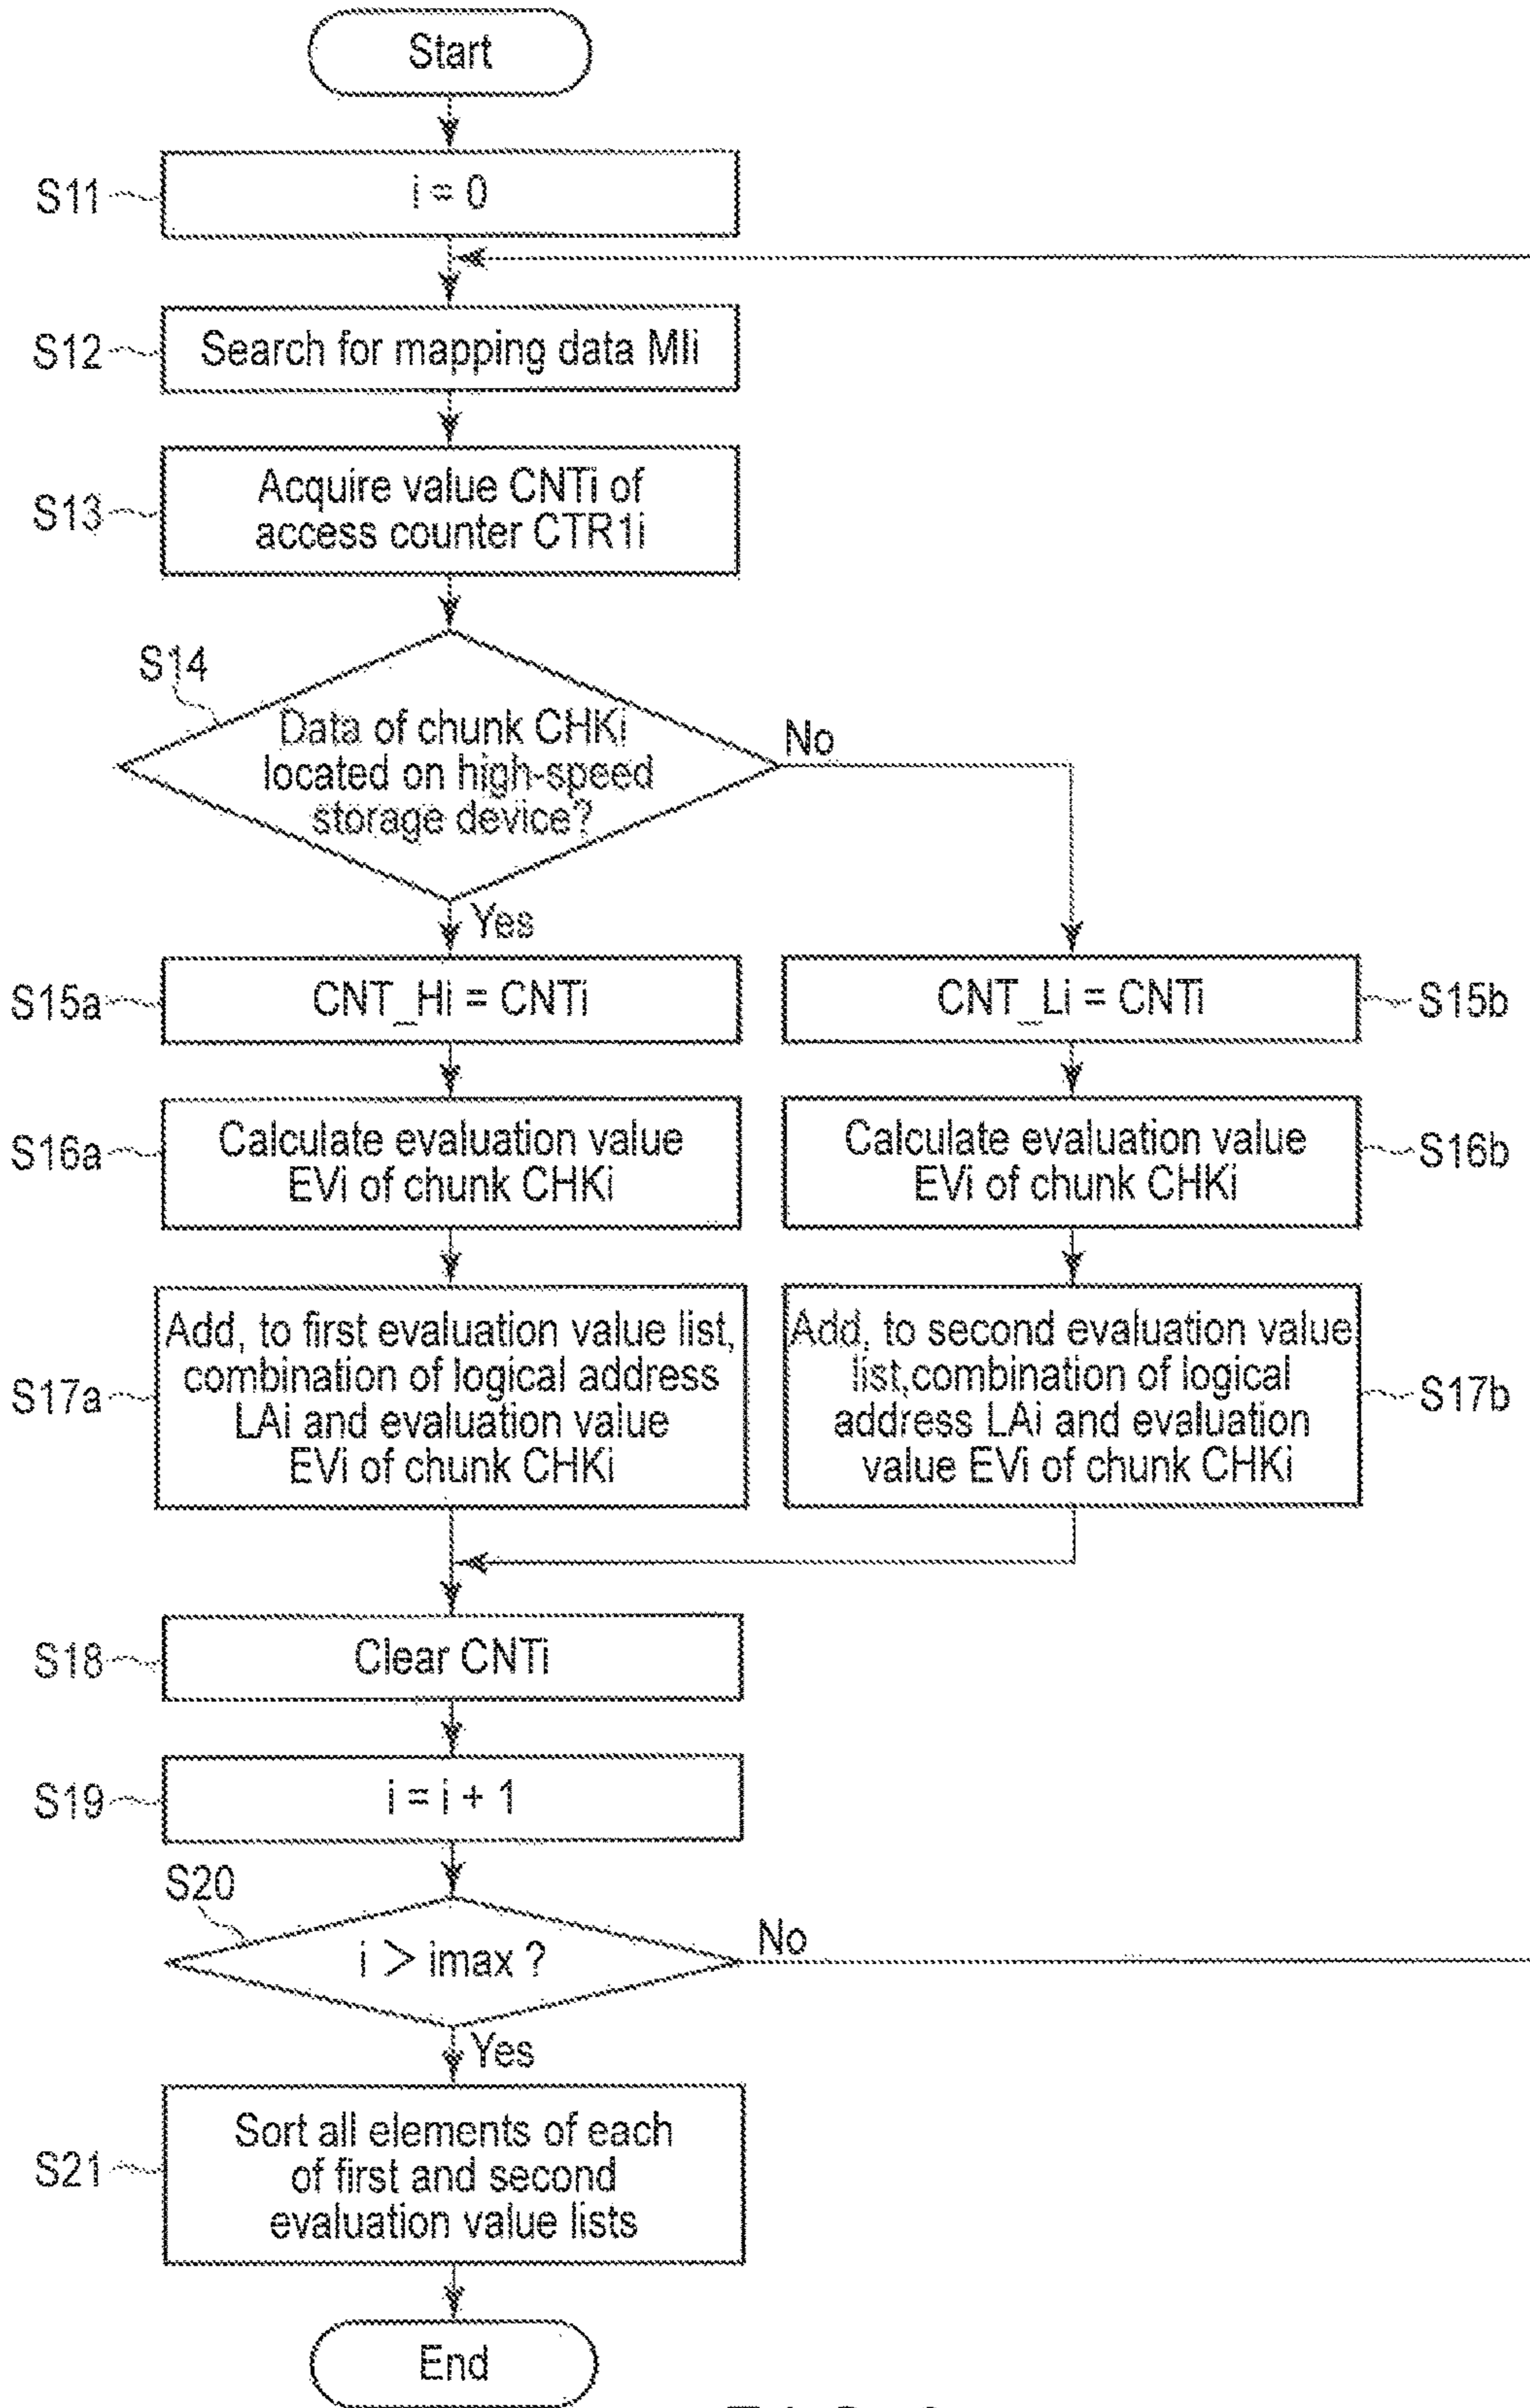 Start
S11
i = 0
S12
Search for mapping data MIi
S13
Acquire value CNTi of
access counter CTR1i
S14
Data of chunk CHKi
located on high-speed
storage device?
No
Yes
S15a
CNT_Hi = CNTi
CNT_Li = CNTi
S15b
S16a
Calculate evaluation value
EVi of chunk CHKi
Calculate evaluation value
EVi of chunk CHKi
S16b
S17a
Add, to first evaluation value list,
combination of logical address
LAi and evaluation value
EVi of chunk CHKi
Add, to second evaluation value
list,combination of logical
address LAi and evaluation
value EVi of chunk CHKi
S17b
S18
Clear CNTi
S19
i = i + 1
S20
i > imax ?
No
Yes
S21
Sort all elements of each
of first and second
evaluation value lists
End